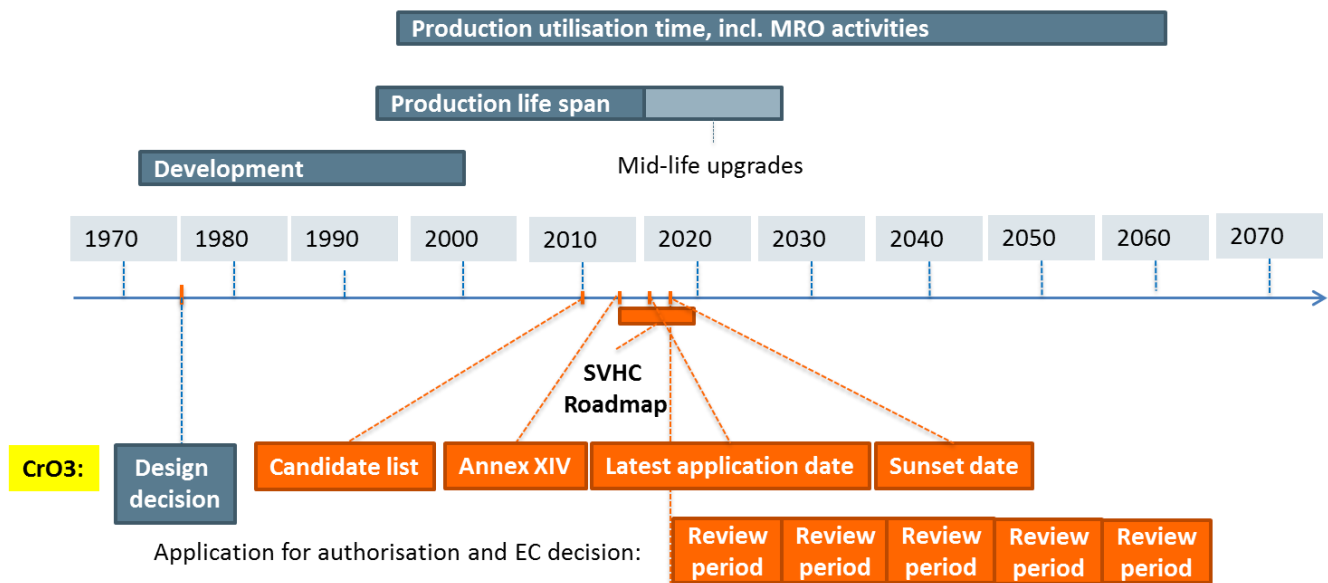 Production utilisation time, incl. MRO activities
Production life span
Mid-life upgrades
Development
1970 1980 1990 2000 2010 2020 2030 2040 2050 2060 2070
SVHC
Roadmap
CrO3:
Design
decision
Candidate list
Annex XIV
Latest application date
Sunset date
Application for authorisation and EC decision:
Review
period
Review
period
Review
period
Review
period
Review
period